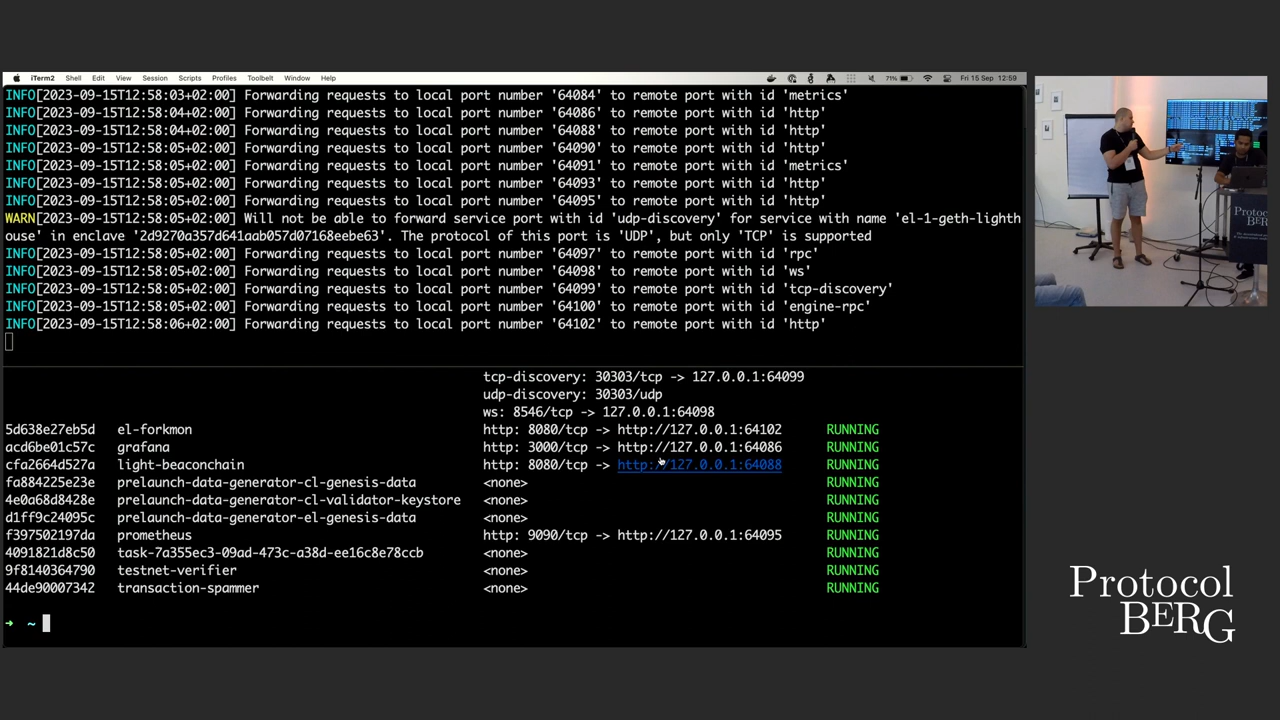 iTerm2 Shell Edit View Session Scripts Profiles Toolbelt Window Help 71% Fri 15 Sep 12:59
INFO[2023-09-15T12:58:03+02:00] Forwarding requests to local port number '64084' to remote port with id 'metrics'
INFO[2023-09-15T12:58:04+02:00] Forwarding requests to local port number '64086' to remote port with id 'http'
INFO[2023-09-15T12:58:04+02:00] Forwarding requests to local port number '64088' to remote port with id 'http'
INFO[2023-09-15T12:58:05+02:00] Forwarding requests to local port number '64090' to remote port with id 'http'
INFO[2023-09-15T12:58:05+02:00] Forwarding requests to local port number '64091' to remote port with id 'metrics'
INFO[2023-09-15T12:58:05+02:00] Forwarding requests to local port number '64093' to remote port with id 'http'
INFO[2023-09-15T12:58:05+02:00] Forwarding requests to local port number '64095' to remote port with id 'http'
WARN[2023-09-15T12:58:05+02:00] Will not be able to forward service port with id 'udp-discovery' for service with name 'el-1-geth-lighth
ouse' in enclave '2d9270a357d641aab057d07168eebe63'. The protocol of this port is 'UDP', but only 'TCP' is supported
INFO[2023-09-15T12:58:05+02:00] Forwarding requests to local port number '64097' to remote port with id 'rpc'
INFO[2023-09-15T12:58:05+02:00] Forwarding requests to local port number '64098' to remote port with id 'ws'
INFO[2023-09-15T12:58:05+02:00] Forwarding requests to local port number '64099' to remote port with id 'tcp-discovery'
INFO[2023-09-15T12:58:05+02:00] Forwarding requests to local port number '64100' to remote port with id 'engine-rpc'
INFO[2023-09-15T12:58:06+02:00] Forwarding requests to local port number '64102' to remote port with id 'http'
tcp-discovery: 30303/tcp -> 127.0.0.1:64099
udp-discovery: 30303/udp
ws: 8546/tcp -> 127.0.0.1:64098
5d638e27eb5d el-forkmon http: 8080/tcp -> http://127.0.0.1:64102 RUNNING
acd6be01c57c grafana http: 3000/tcp -> http://127.0.0.1:64086 RUNNING
cfa2664d527a light-beaconchain http: 8080/tcp -> http://127.0.0.1:64088 RUNNING
fa884225e23e prelaunch-data-generator-cl-genesis-data <none> RUNNING
4e0a68d8428e prelaunch-data-generator-cl-validator-keystore <none> RUNNING
d1ff9c24095c prelaunch-data-generator-el-genesis-data <none> RUNNING
f397502197da prometheus http: 9090/tcp -> http://127.0.0.1:64095 RUNNING
4091821d8c50 task-7a355ec3-09ad-473c-a38d-ee16c8e78ccb <none> RUNNING
9f8140364790 testnet-verifier <none> RUNNING
44de90007342 transaction-spammer <none> RUNNING
→ ~
Protocol
BERG
Protocol
BERG